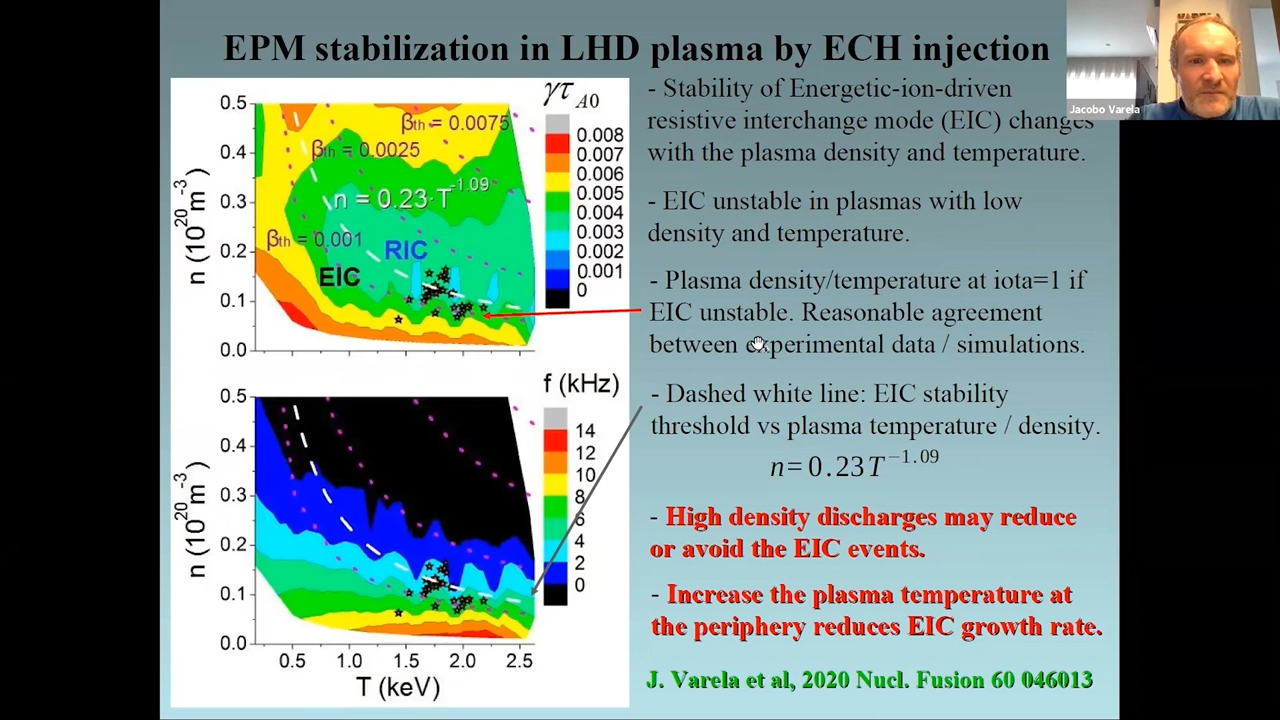 EPM stabilization in LHD plasma by ECH injection
Jacobo Varela
γτ A0
0.5
0.4
0.3
0.2
0.1
0.0
n (10²⁰m⁻³)
βth = 0.0075
βth = 0.0025
n = 0.23·T⁻¹·⁰⁹
βth = 0.001
RIC
EIC
0.008
0.007
0.006
0.005
0.004
0.003
0.002
0.001
0
f (kHz)
0.5
0.4
0.3
0.2
0.1
0.0
n (10²⁰m⁻³)
14
12
10
8
6
4
2
0
0.5 1.0 1.5 2.0 2.5
T (keV)
- Stability of Energetic-ion-driven
resistive interchange mode (EIC) changes
with the plasma density and temperature.
- EIC unstable in plasmas with low
density and temperature.
- Plasma density/temperature at iota=1 if
EIC unstable. Reasonable agreement
between experimental data / simulations.
- Dashed white line: EIC stability
threshold vs plasma temperature / density.
n=0.23T⁻¹·⁰⁹
- High density discharges may reduce
or avoid the EIC events.
- Increase the plasma temperature at
the periphery reduces EIC growth rate.
J. Varela et al, 2020 Nucl. Fusion 60 046013